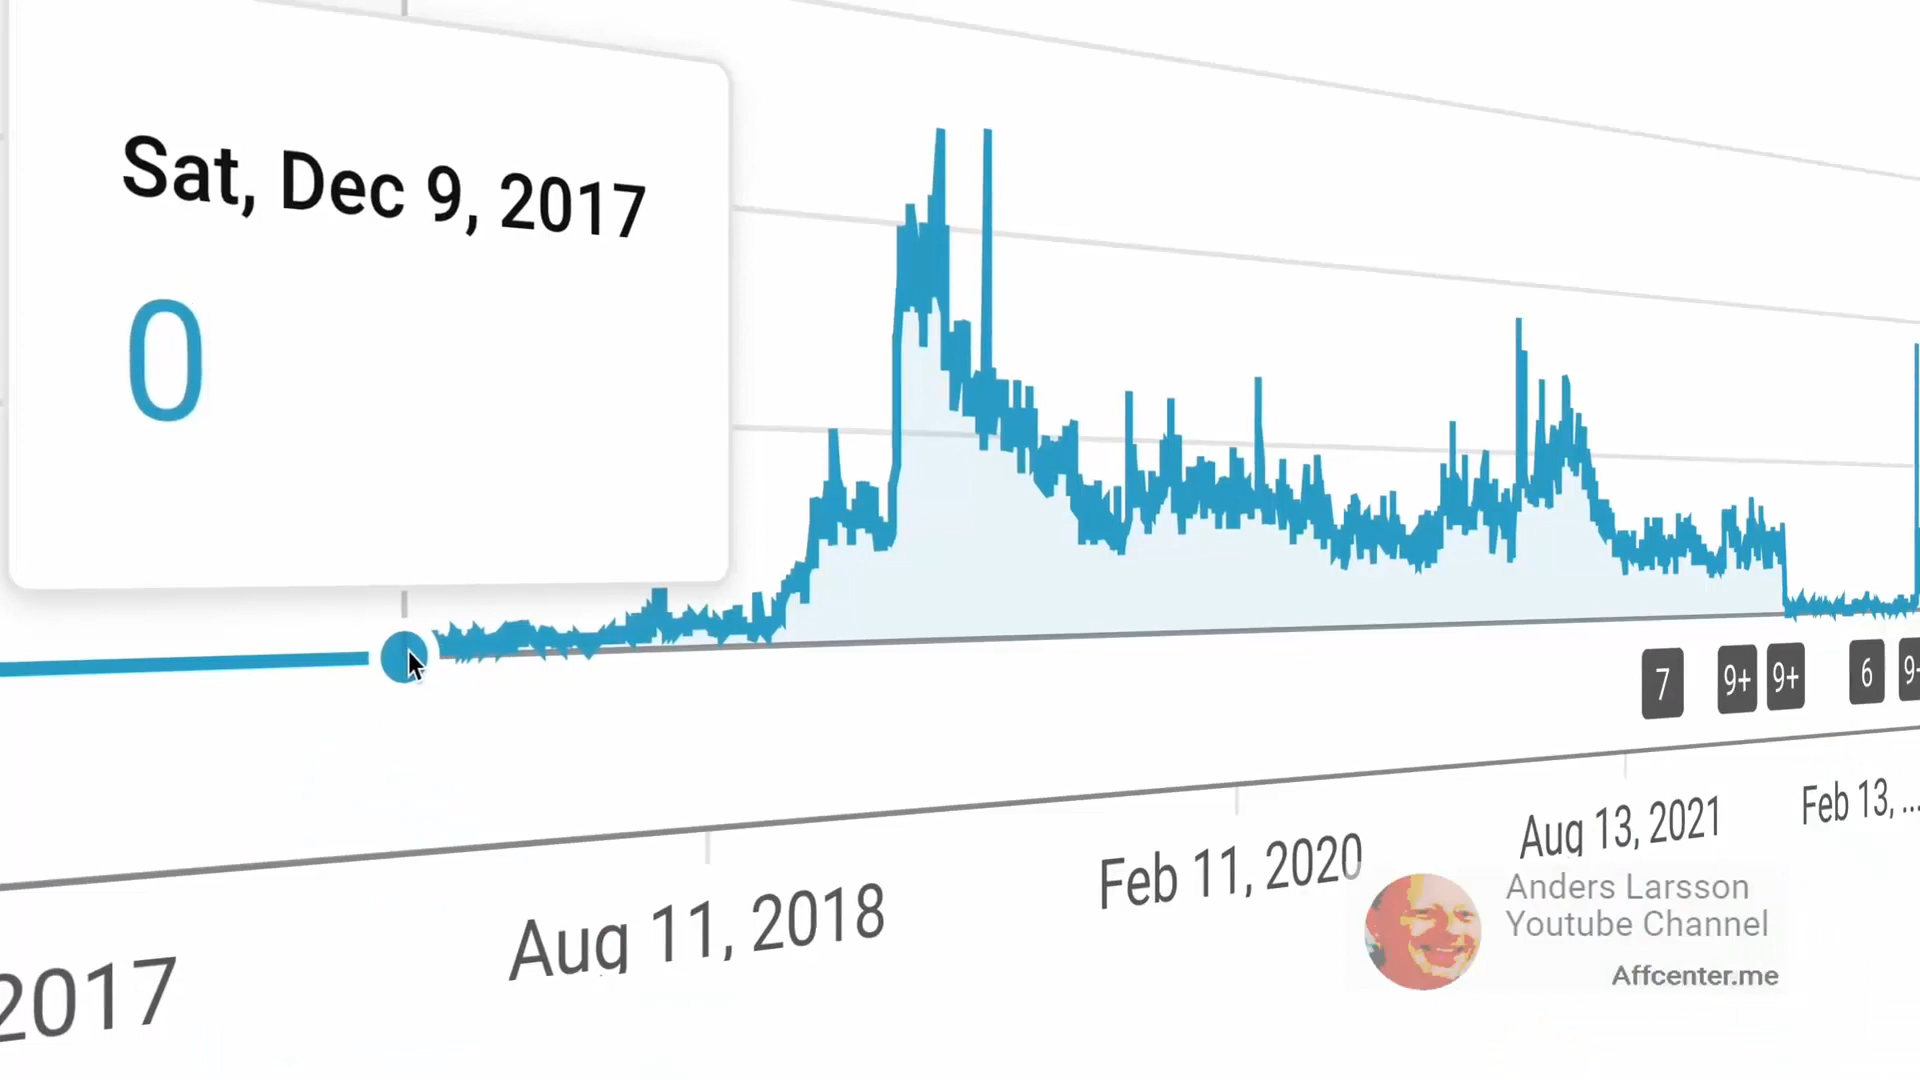 Sat, Dec 9, 2017
0
7
9+
9+
6
2017
Aug 11, 2018
Feb 11, 2020
Aug 13, 2021
Feb 13, ...
Anders Larsson
Youtube Channel
Affcenter.me